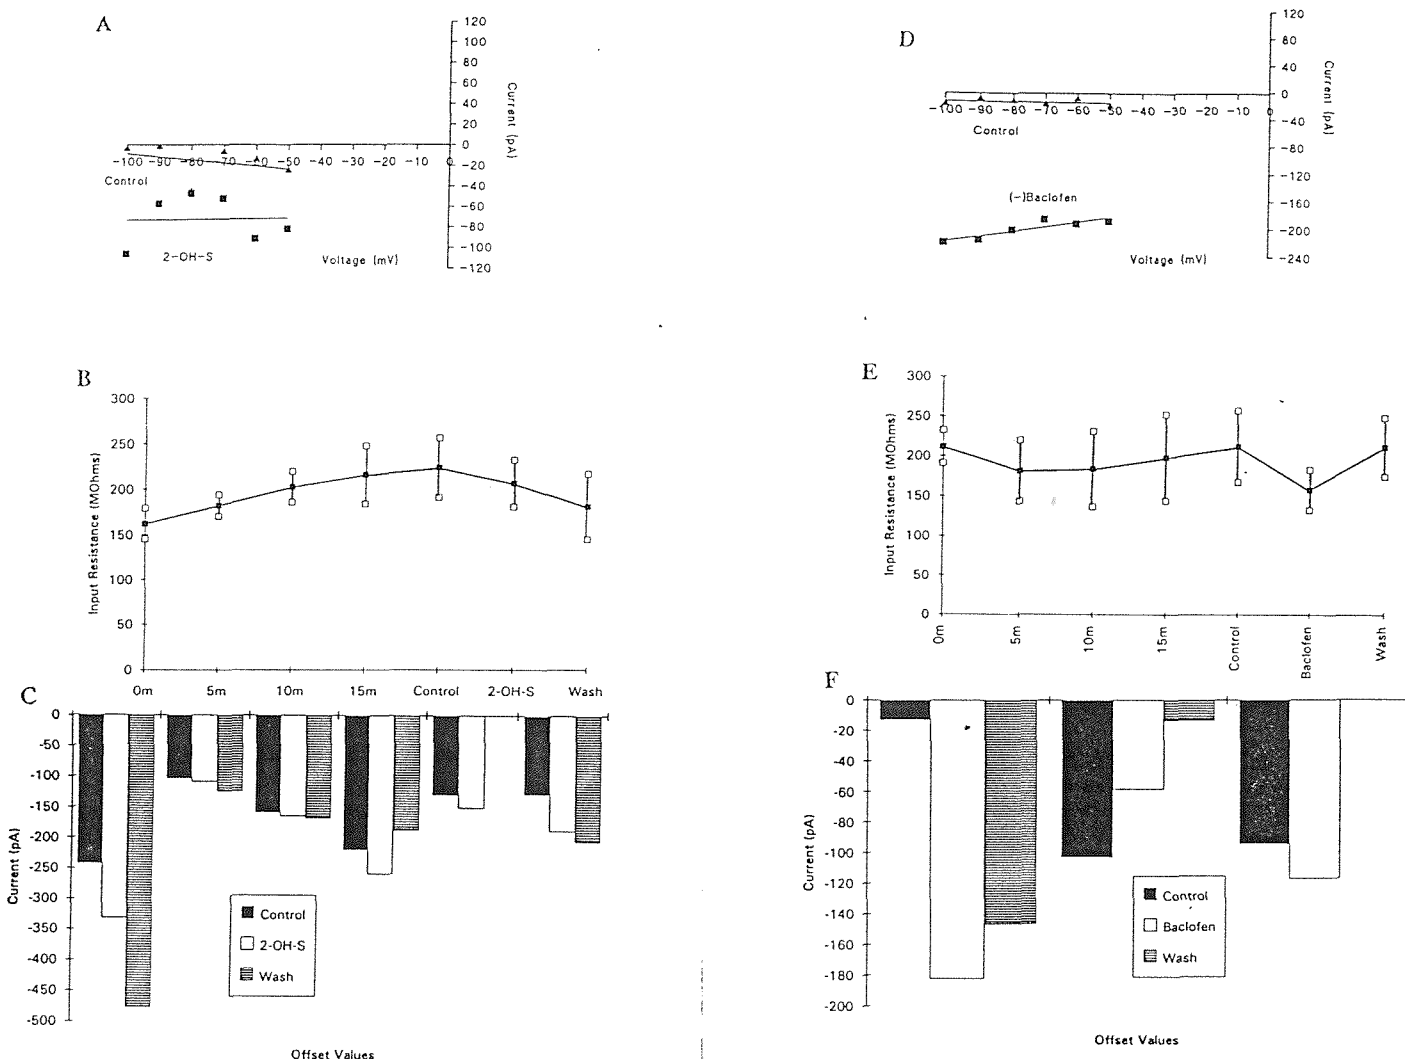 A
120
100
80
60
40
20
0
-20
-40
-60
-80
-100
-120
Current (pA)
-100 -90 -80 -70 -60 -50 -40 -30 -20 -10 0
Control
2-OH-S
Voltage (mV)
D
120
80
40
0
-40
-80
-120
-160
-200
-240
Current (pA)
-100 -90 -80 -70 -60 -50 -40 -30 -20 -10 0
Control
(-)Baclofen
Voltage (mV)
B
300
250
200
150
100
50
0
Input Resistance (MOhms)
0m 5m 10m 15m Control 2-OH-S Wash
E
300
250
200
150
100
50
0
Input Resistance (MOhms)
0m
5m
10m
15m
Control
Baclofen
Wash
C
0
-50
-100
-150
-200
-250
-300
-350
-400
-450
-500
Current (pA)
Control
2-OH-S
Wash
Offset Values
F
0
-20
-40
-60
-80
-100
-120
-140
-160
-180
-200
Current (pA)
Control
Baclofen
Wash
Offset Values